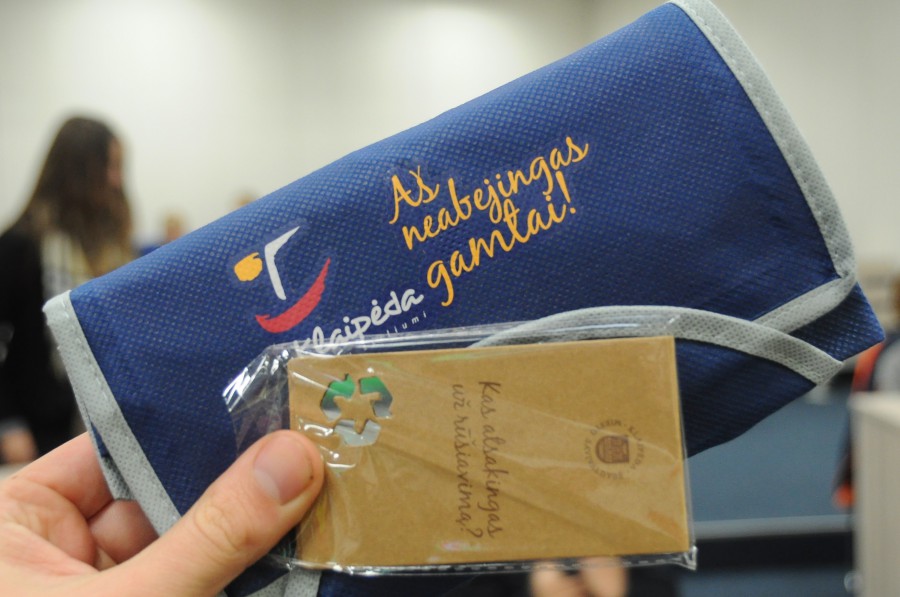 Aš
neabejingas
gamtai!
Klaipėda
Kas atsakingas
už rūšiavimą?